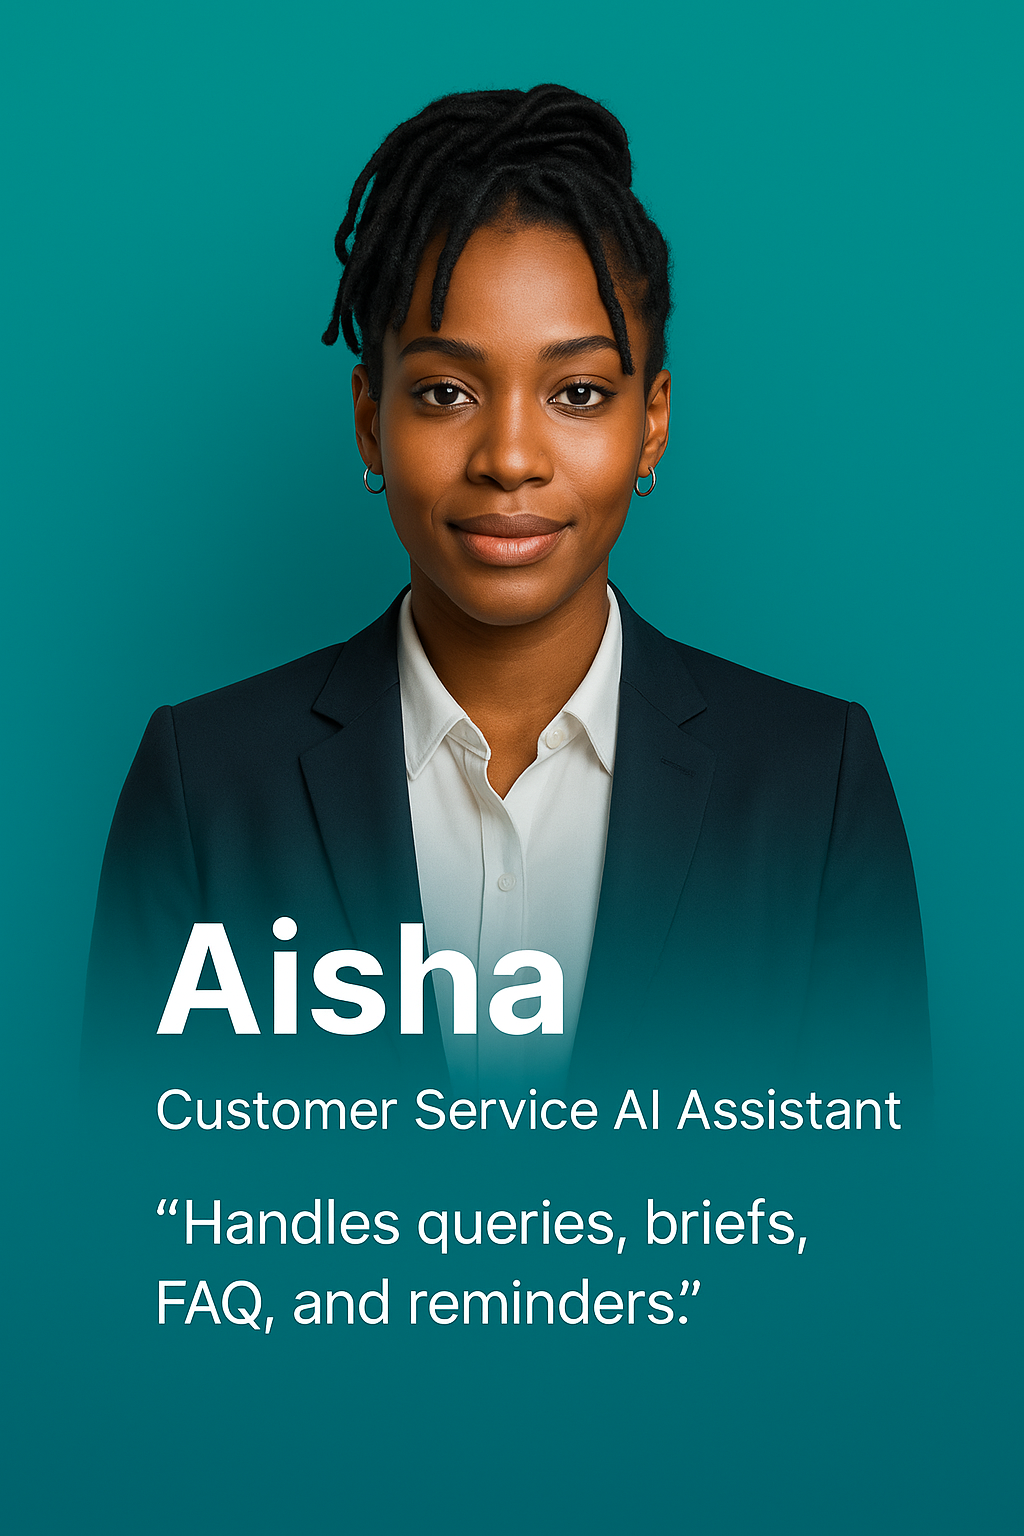 Aisha
Customer Service AI Assistant
“Handles queries, briefs,
FAQ, and reminders.”